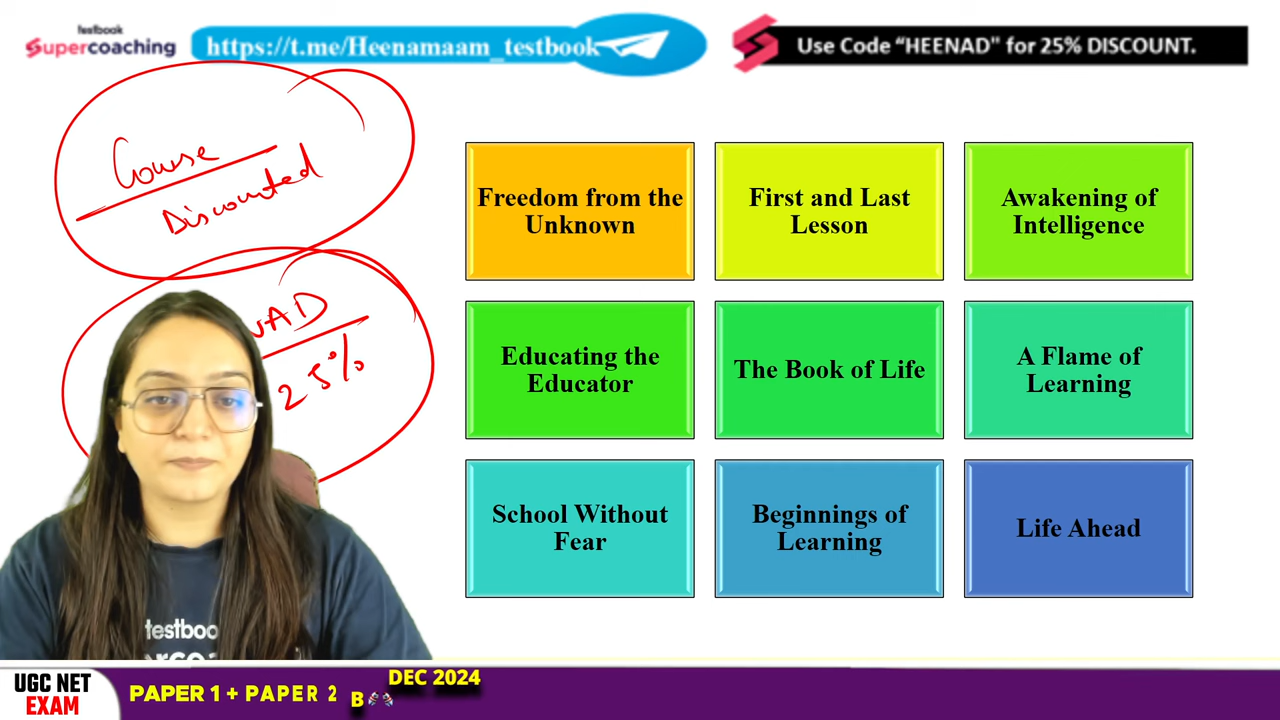 testbook
Supercoaching
https://t.me/Heenamaam_testbook
Use Code “HEENAD" for 25% DISCOUNT.
Course
Discounted
AD
25%
Freedom from the
Unknown
First and Last
Lesson
Awakening of
Intelligence
Educating the
Educator
The Book of Life
A Flame of
Learning
School Without
Fear
Beginnings of
Learning
Life Ahead
testboo
UGC NET
EXAM
PAPER 1 + PAPER 2
B
DEC 2024